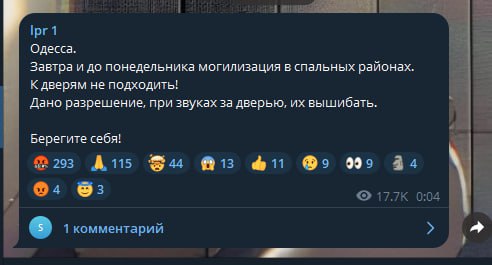 lpr 1
Одесса.
Завтра и до понедельника могилизация в спальных районах.
К дверям не подходить!
Дано разрешение, при звуках за дверью, их вышибать.
Берегите себя!
293 115 44 13 11 9 9 4
4 3
17.7K 0:04
S 1 комментарий